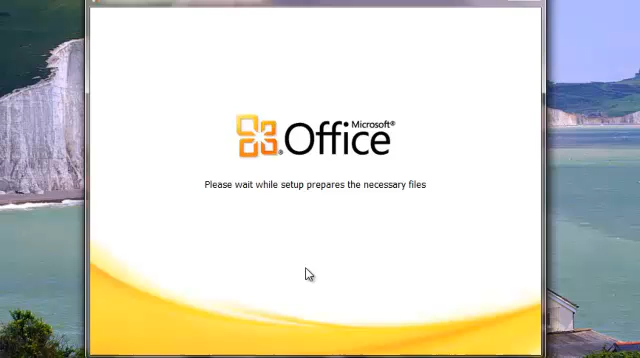 Microsoft®
Office
Please wait while setup prepares the necessary files